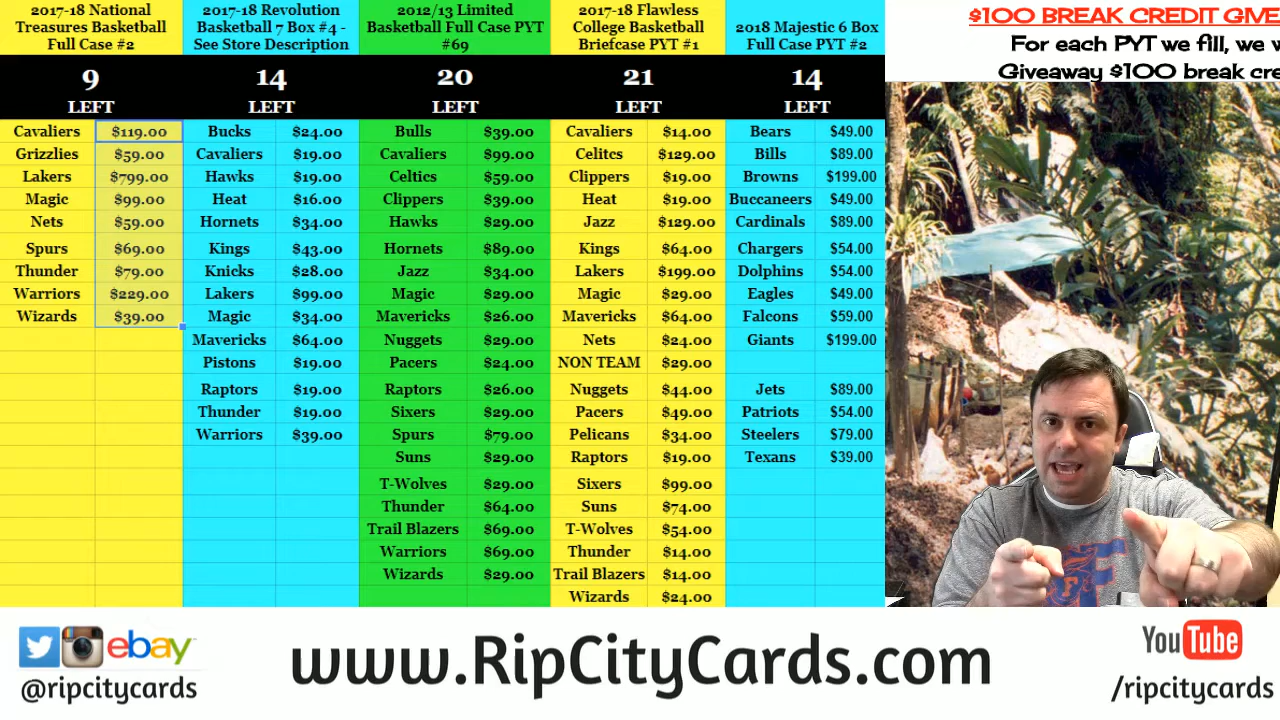 2017-18 National
Treasures Basketball
Full Case #2
9
LEFT
Cavaliers $119.00
Grizzlies $59.00
Lakers $799.00
Magic $99.00
Nets $59.00
Spurs $69.00
Thunder $79.00
Warriors $229.00
Wizards $39.00
2017-18 Revolution
Basketball 7 Box #4 -
See Store Description
14
LEFT
Bucks $24.00
Cavaliers $19.00
Hawks $19.00
Heat $16.00
Hornets $34.00
Kings $43.00
Knicks $28.00
Lakers $99.00
Magic $34.00
Mavericks $64.00
Pistons $19.00
Raptors $19.00
Thunder $19.00
Warriors $39.00
2012/13 Limited
Basketball Full Case PYT
#69
20
LEFT
Bulls $39.00
Cavaliers $99.00
Celtics $59.00
Clippers $39.00
Hawks $29.00
Hornets $89.00
Jazz $34.00
Magic $29.00
Mavericks $26.00
Nuggets $29.00
Pacers $24.00
Raptors $26.00
Sixers $29.00
Spurs $79.00
Suns $29.00
T-Wolves $29.00
Thunder $64.00
Trail Blazers $69.00
Warriors $69.00
Wizards $29.00
2017-18 Flawless
College Basketball
Briefcase PYT #1
21
LEFT
Cavaliers $14.00
Celitcs $129.00
Clippers $19.00
Heat $19.00
Jazz $129.00
Kings $64.00
Lakers $199.00
Magic $29.00
Mavericks $64.00
Nets $24.00
NON TEAM $29.00
Nuggets $44.00
Pacers $49.00
Pelicans $34.00
Raptors $19.00
Sixers $99.00
Suns $74.00
T-Wolves $54.00
Thunder $14.00
Trail Blazers $14.00
Wizards $24.00
2018 Majestic 6 Box
Full Case PYT #2
14
LEFT
Bears $49.00
Bills $89.00
Browns $199.00
Buccaneers $49.00
Cardinals $89.00
Chargers $54.00
Dolphins $54.00
Eagles $49.00
Falcons $59.00
Giants $199.00
Jets $89.00
Patriots $54.00
Steelers $79.00
Texans $39.00
$100 BREAK CREDIT GIVE
For each PYT we fill, we w
Giveaway $100 break cre
ebay
@ripcitycards
www.RipCityCards.com
YouTube
/ripcitycards